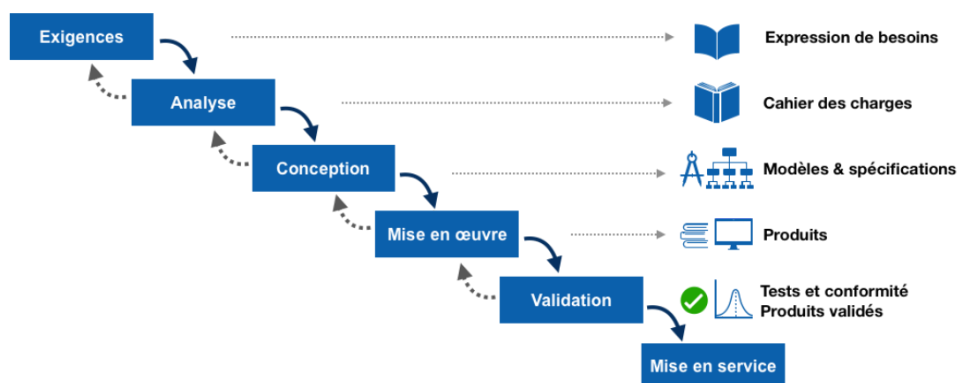 Exigences
Expression de besoins
Analyse
Cahier des charges
Conception
Modèles & spécifications
Mise en œuvre
Produits
Validation
Tests et conformité
Produits validés
Mise en service